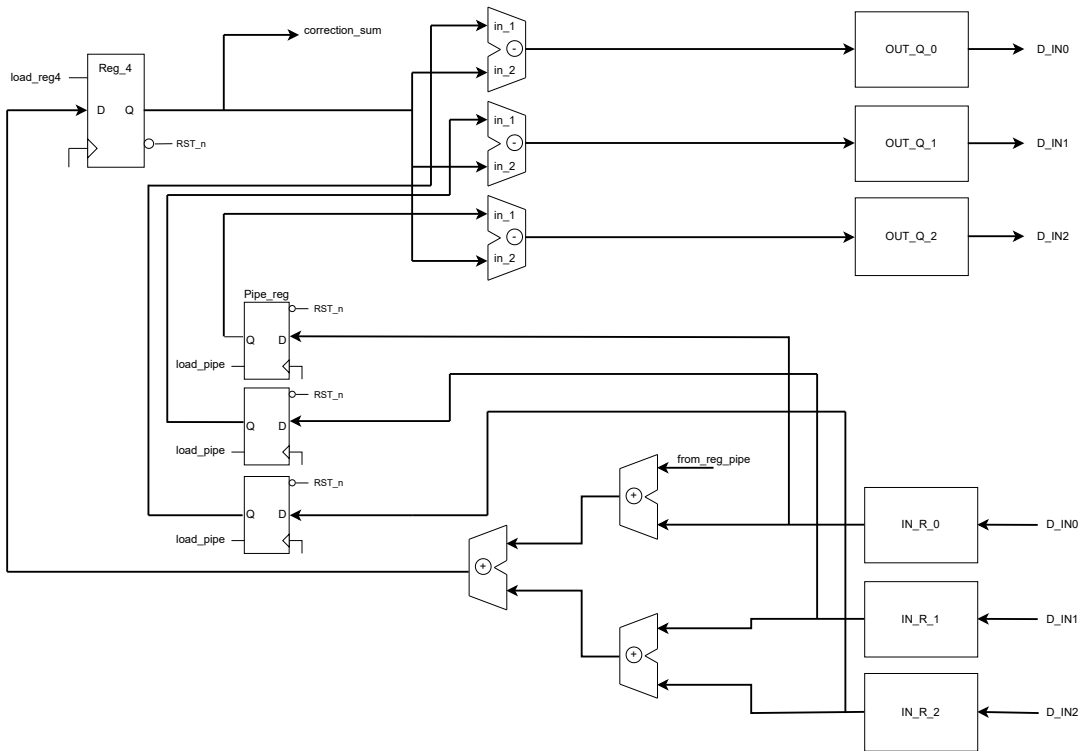 correction_sum
in_1
-
in_2
OUT_Q_0
D_IN0
Reg_4
load_reg4
D
Q
RST_n
in_1
-
in_2
OUT_Q_1
D_IN1
in_1
-
in_2
OUT_Q_2
D_IN2
Pipe_reg
RST_n
Q
D
load_pipe
RST_n
Q
D
load_pipe
RST_n
Q
D
load_pipe
from_reg_pipe
+
IN_R_0
D_IN0
+
IN_R_1
D_IN1
+
IN_R_2
D_IN2